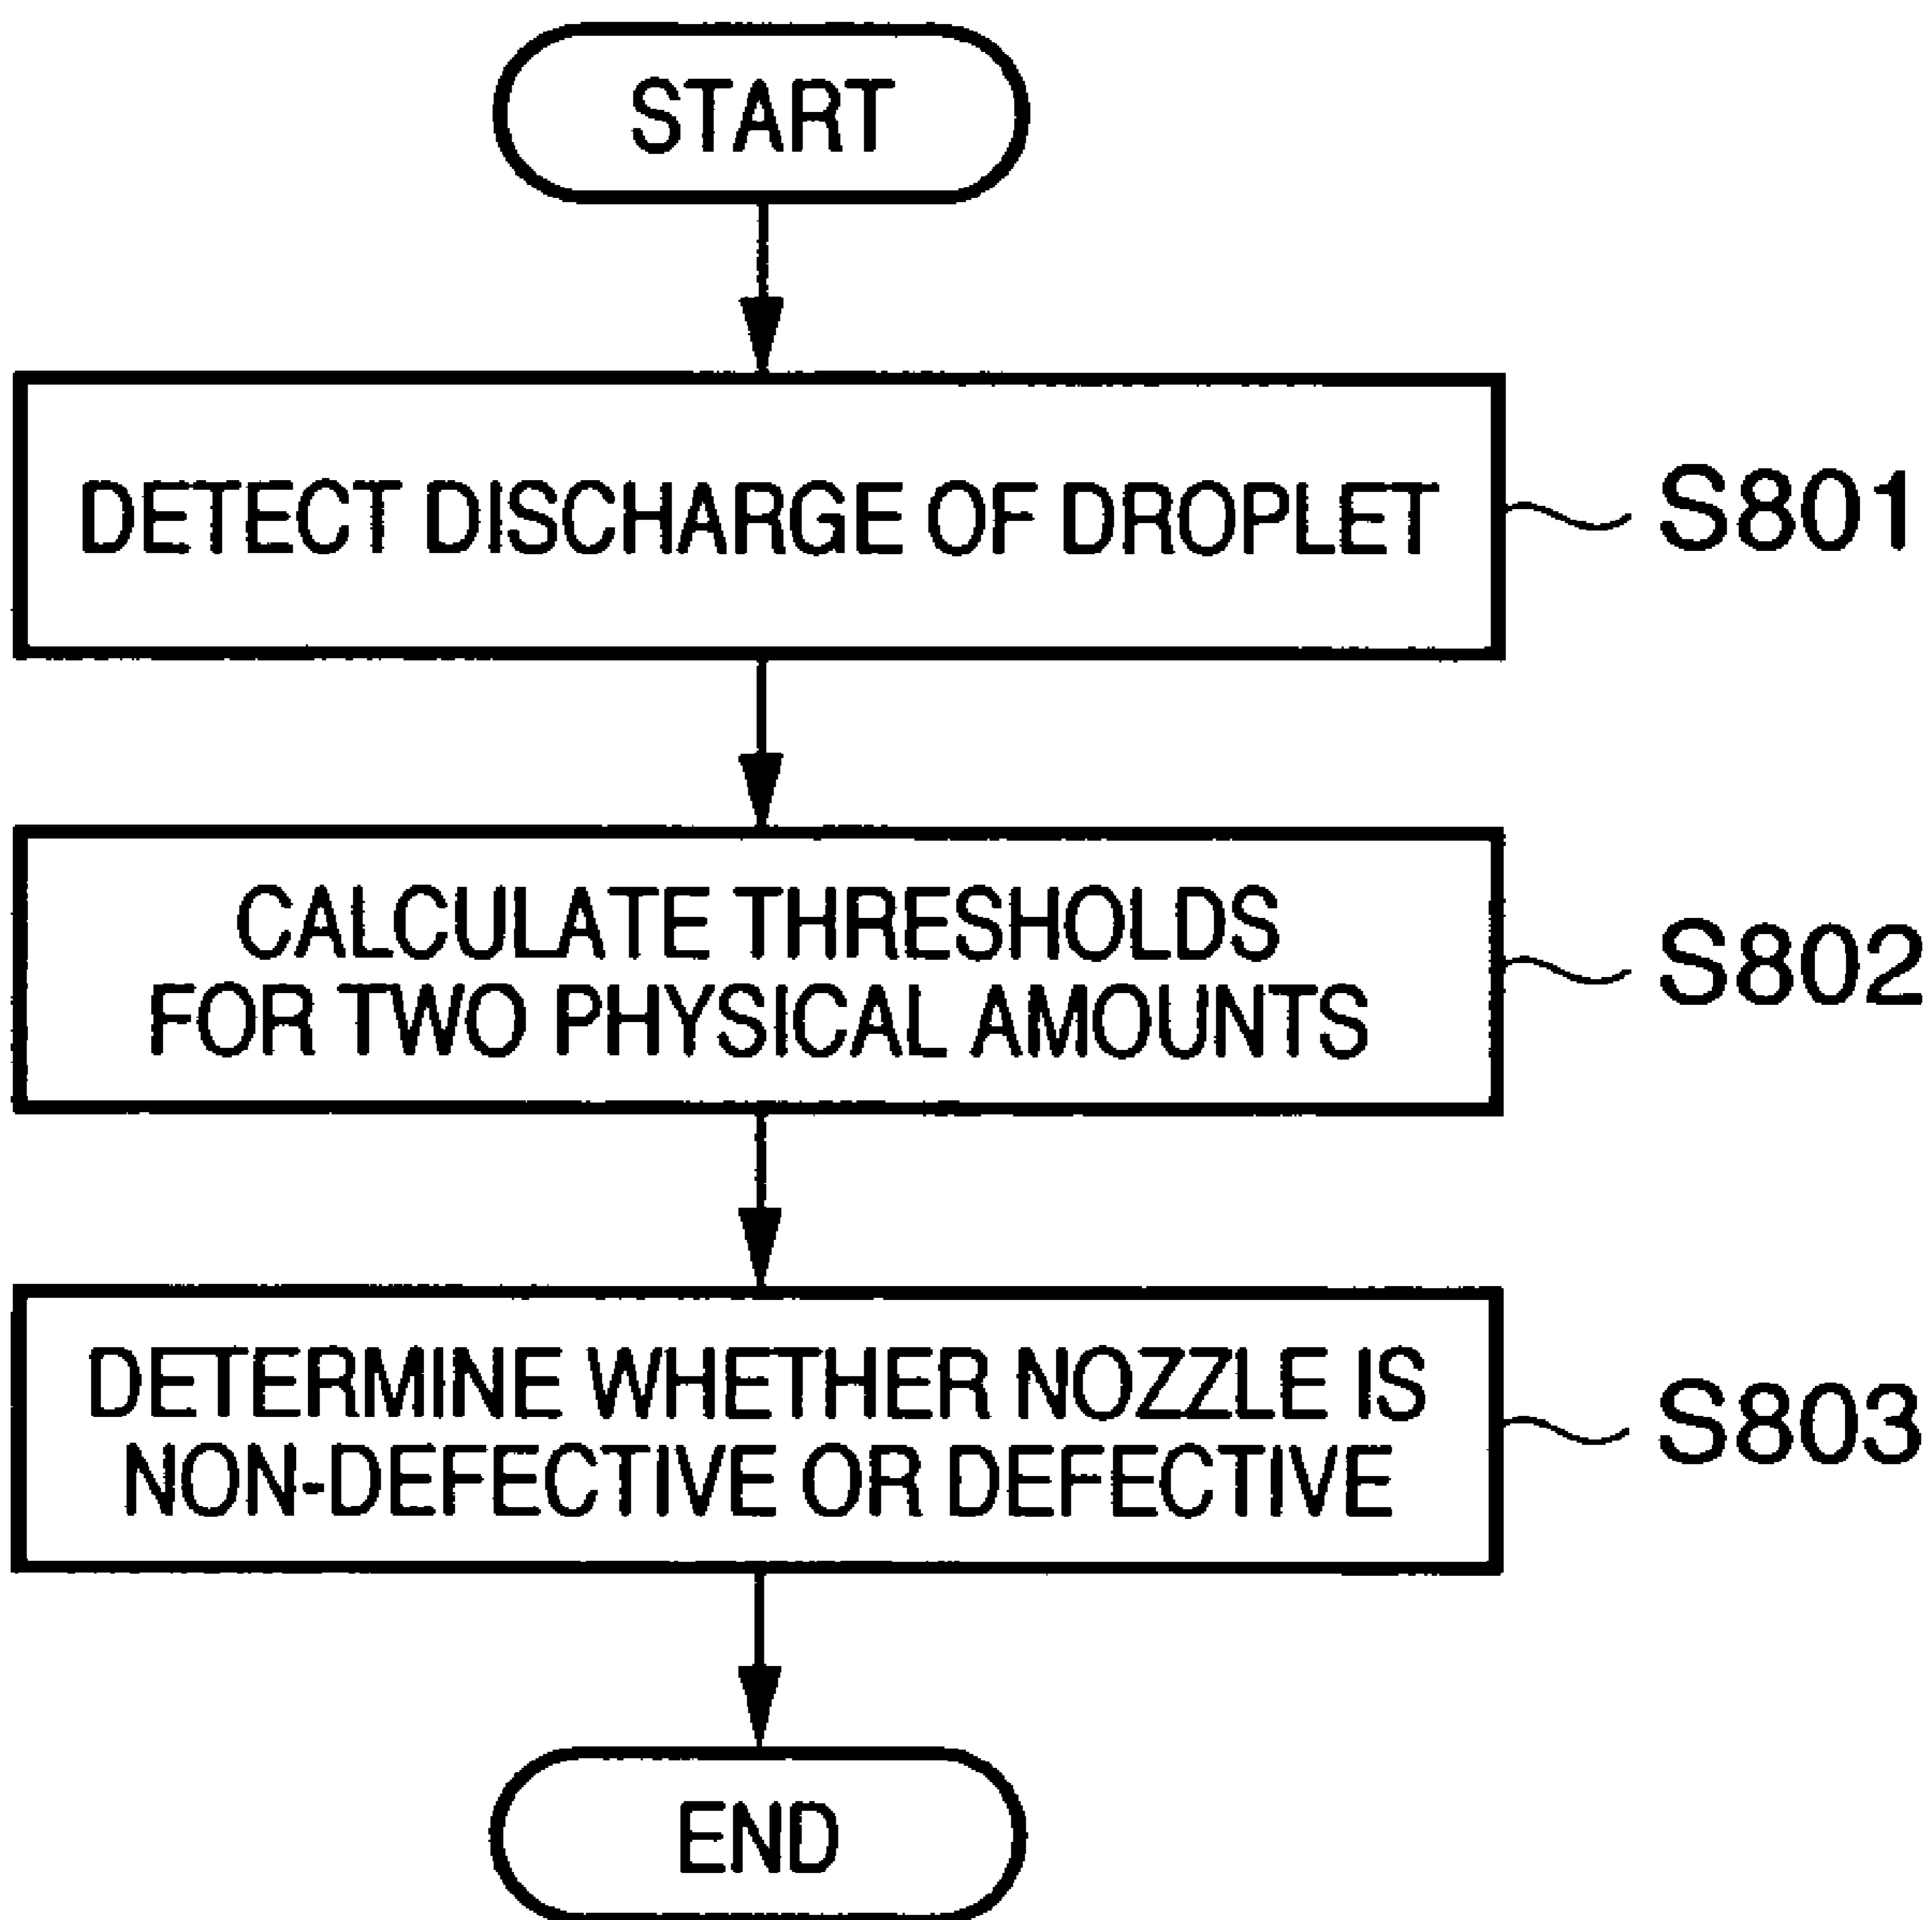 START
DETECT DISCHARGE OF DROPLET
S801
CALCULATE THRESHOLDS
FOR TWO PHYSICAL AMOUNTS
S802
DETERMINE WHETHER NOZZLE IS
NON-DEFECTIVE OR DEFECTIVE
S803
END